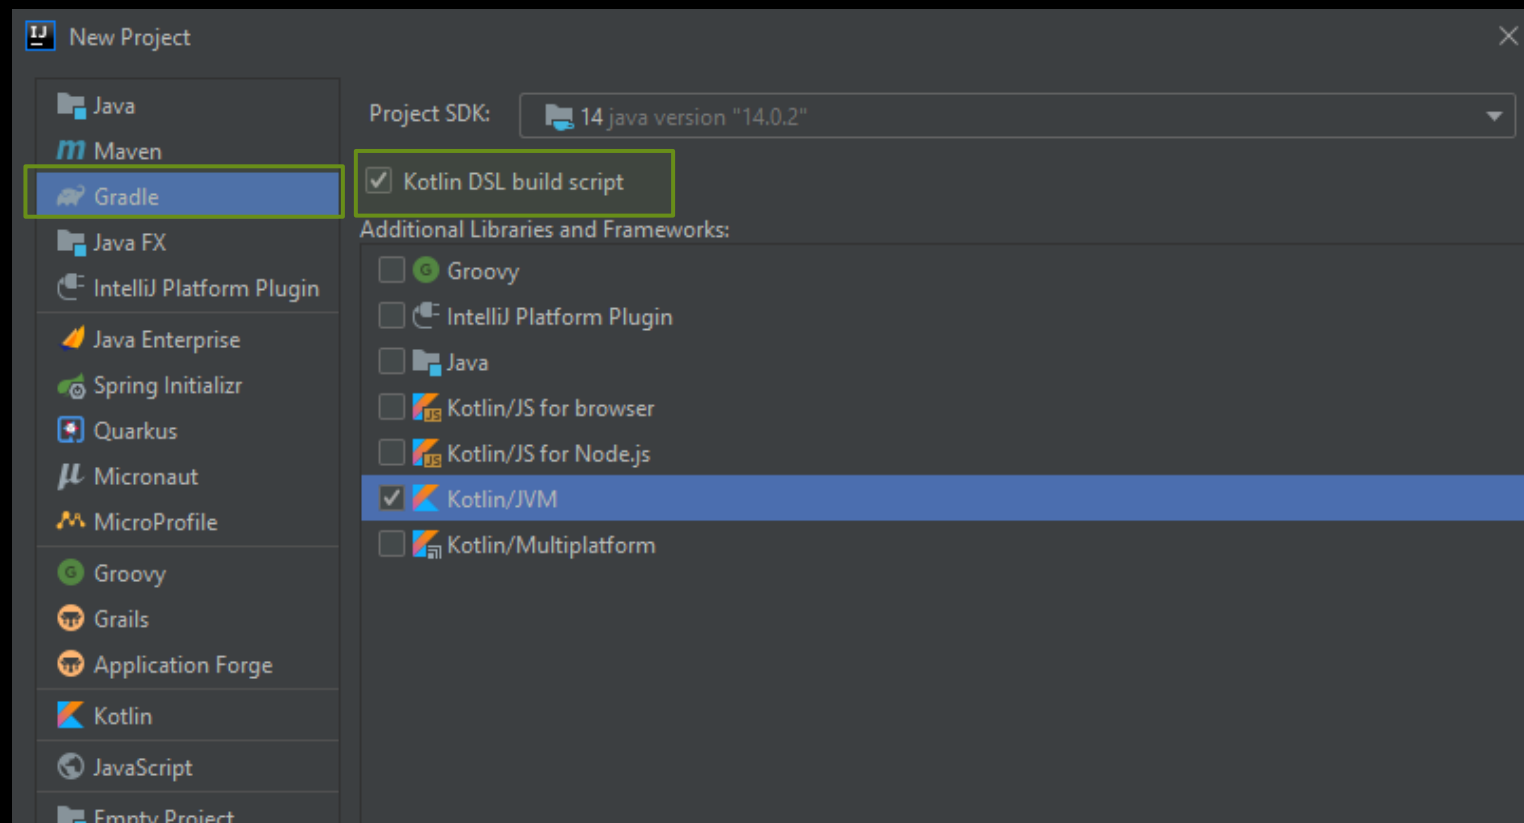 IJ
New Project
Java
Maven
Gradle
Java FX
IntelliJ Platform Plugin
Java Enterprise
Spring Initializr
Quarkus
Micronaut
MicroProfile
Groovy
Grails
Application Forge
Kotlin
JavaScript
Empty Project
Project SDK: 14 java version "14.0.2"
Kotlin DSL build script
Additional Libraries and Frameworks:
G Groovy
IntelliJ Platform Plugin
Java
JS Kotlin/JS for browser
JS Kotlin/JS for Node.js
Kotlin/JVM
Kotlin/Multiplatform